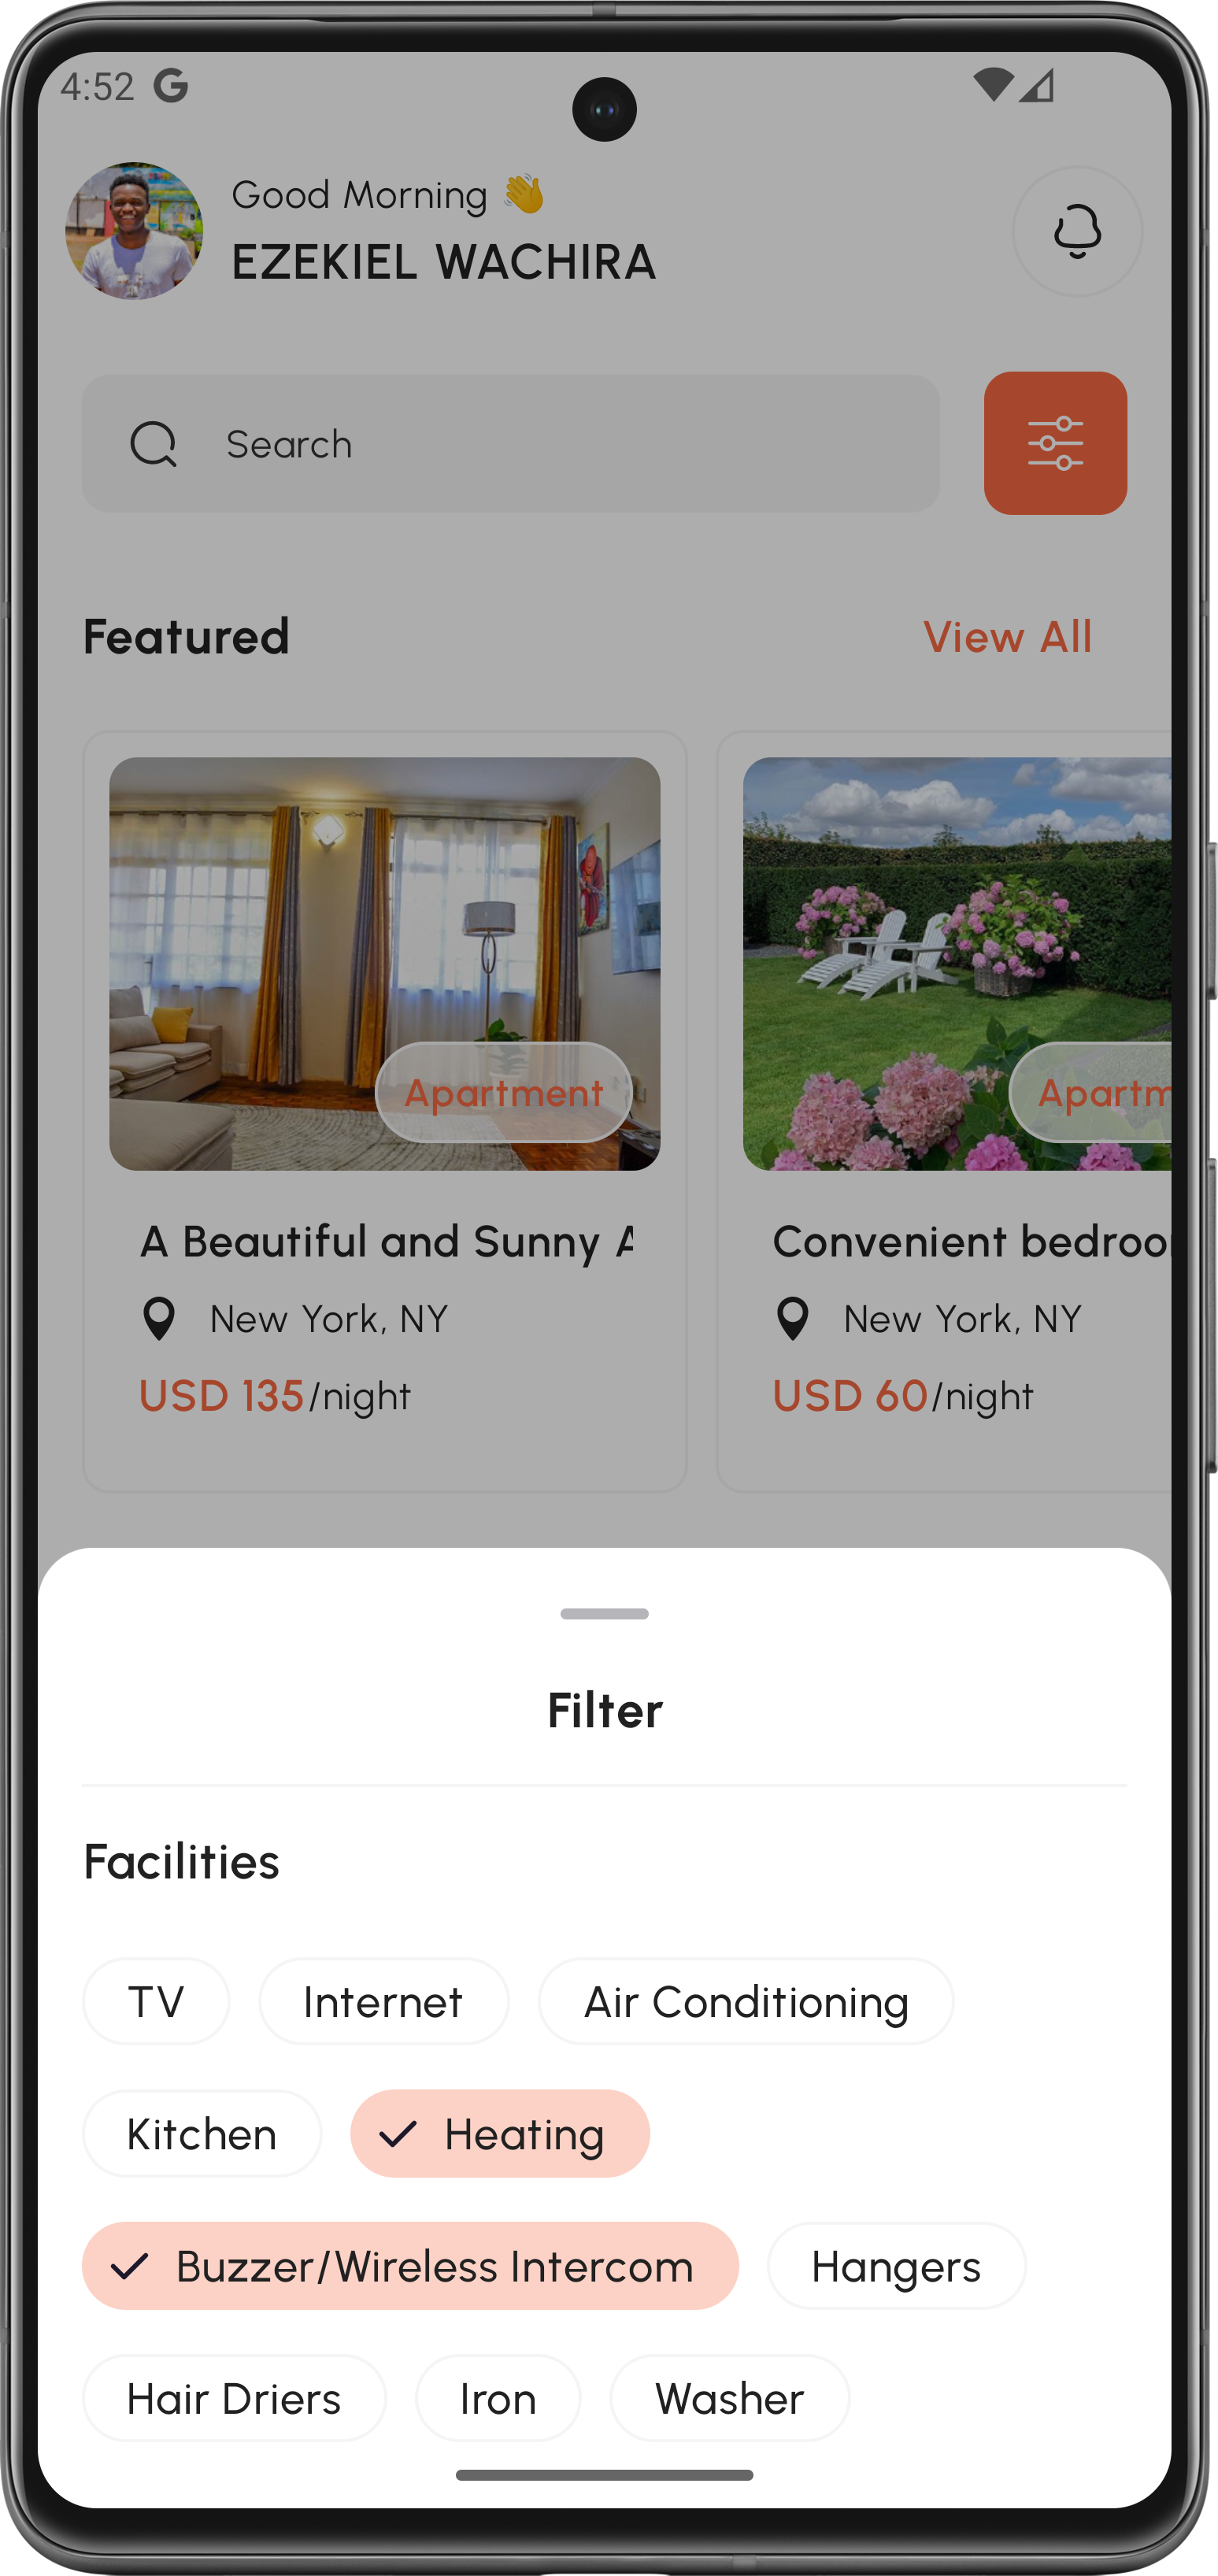 4:52 G
Good Morning 👋
EZEKIEL WACHIRA
Search
Featured View All
Apartment Apartm
A Beautiful and Sunny A Convenient bedroo
New York, NY New York, NY
USD 135/night USD 60/night
Filter
Facilities
TV Internet Air Conditioning
Kitchen Heating
Buzzer/Wireless Intercom Hangers
Hair Driers Iron Washer